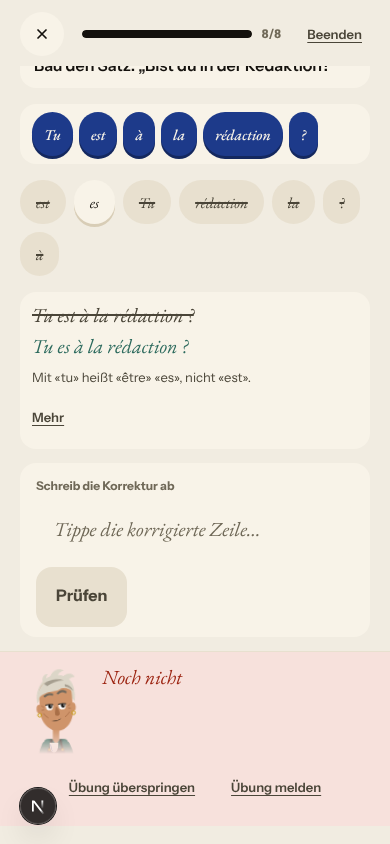 ✕ 8/8 Beenden
Bau den Satz: „Bist du in der Redaktion?
Tu est à la rédaction ?
est es Tu rédaction la ?
à
Tu est à la rédaction ?
Tu es à la rédaction ?
Mit «tu» heißt «être» «es», nicht «est».
Mehr
Schreib die Korrektur ab
Tippe die korrigierte Zeile...
Prüfen
Noch nicht
Übung überspringen Übung melden
N